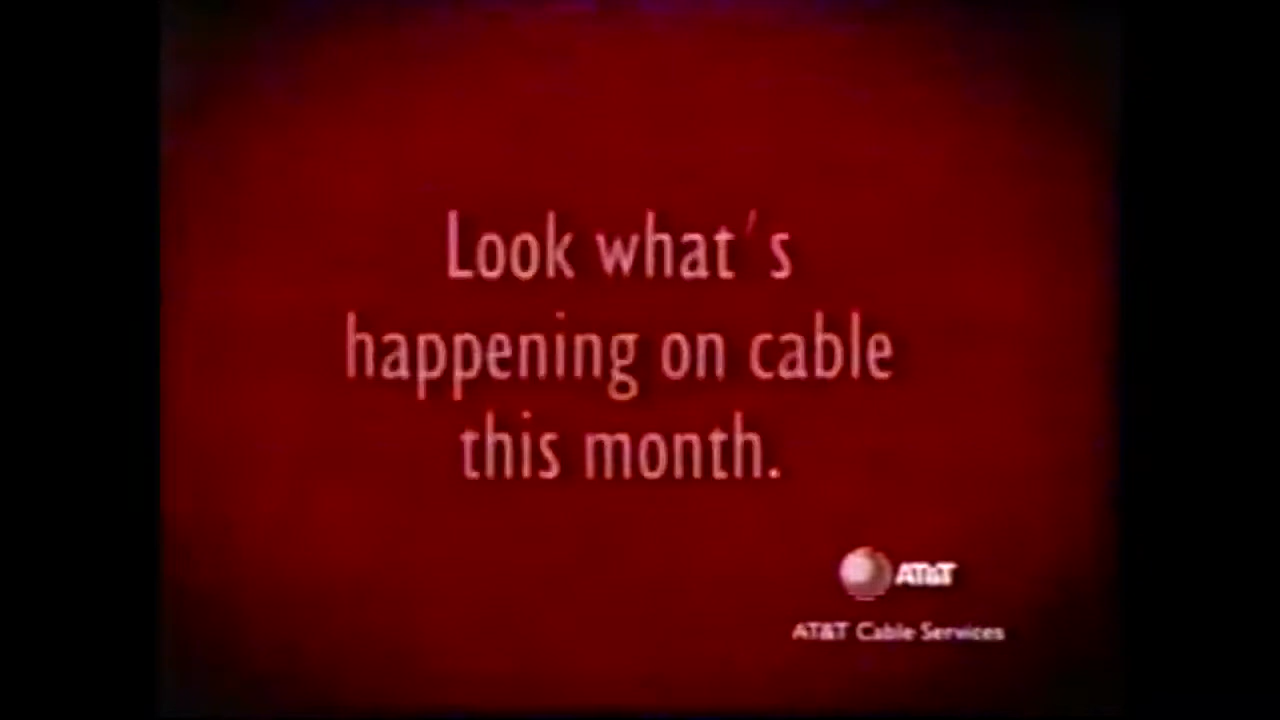 Look what's
happening on cable
this month.
AT&T
AT&T Cable Services